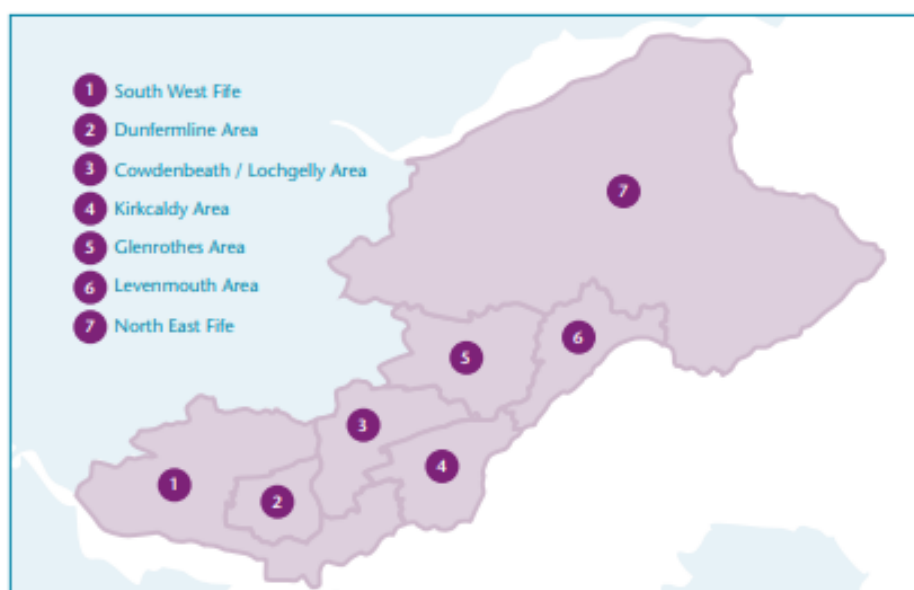 1 South West Fife
2 Dunfermline Area
3 Cowdenbeath / Lochgelly Area
4 Kirkcaldy Area
5 Glenrothes Area
6 Levenmouth Area
7 North East Fife
7
6
5
3
4
1
2